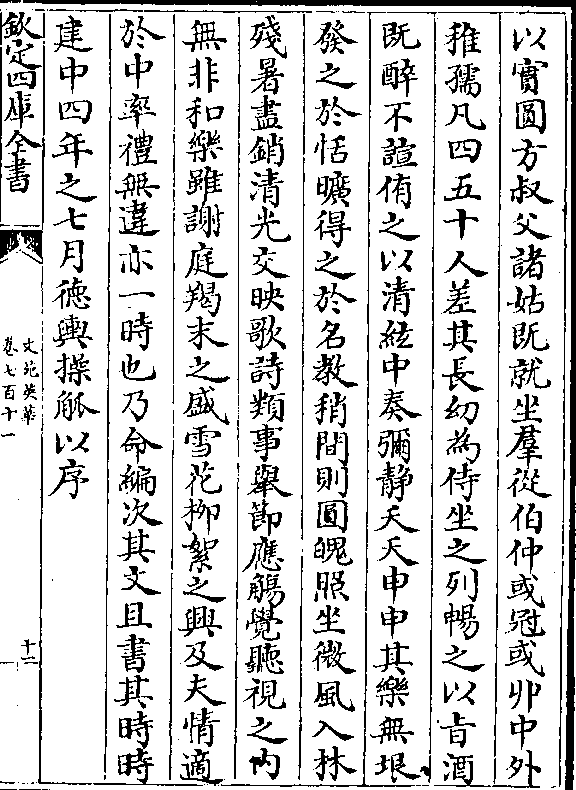 以實圓方叔父諸姑既就坐羣從伯仲或冠或丱中外
稚孺凡四五十人差其長幼為侍坐之列暢之以㫖酒
既醉不諠侑之以清絃中奏彌静夭夭申申其樂無垠
發之於恬曠得之於名教稍間則圓魄照坐微風入林
殘暑盡銷清光交映歌詩類事舉節應觴覺聽視之内
無非和樂雖謝庭羯末之盛雪花柳絮之興及夫情適
於中率禮無違亦一時也乃命編次其文且書其時時
建中四年之七月徳輿操觚以序
欽定四庫全書
文苑英華
卷七百十一
十二